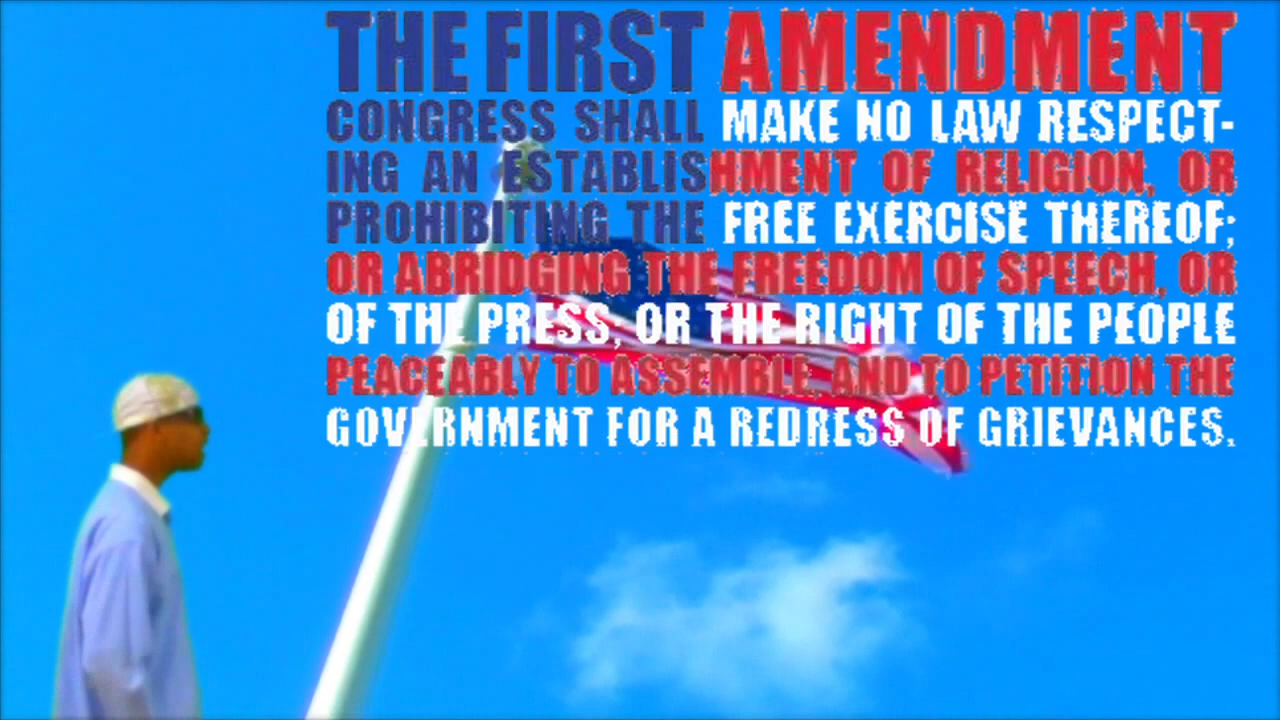 THE FIRST AMENDMENT
CONGRESS SHALL MAKE NO LAW RESPECT-
ING AN ESTABLISHMENT OF RELIGION, OR
PROHIBITING THE FREE EXERCISE THEREOF;
OR ABRIDGING THE FREEDOM OF SPEECH, OR
OF THE PRESS, OR THE RIGHT OF THE PEOPLE
PEACEABLY TO ASSEMBLE, AND TO PETITION THE
GOVERNMENT FOR A REDRESS OF GRIEVANCES.